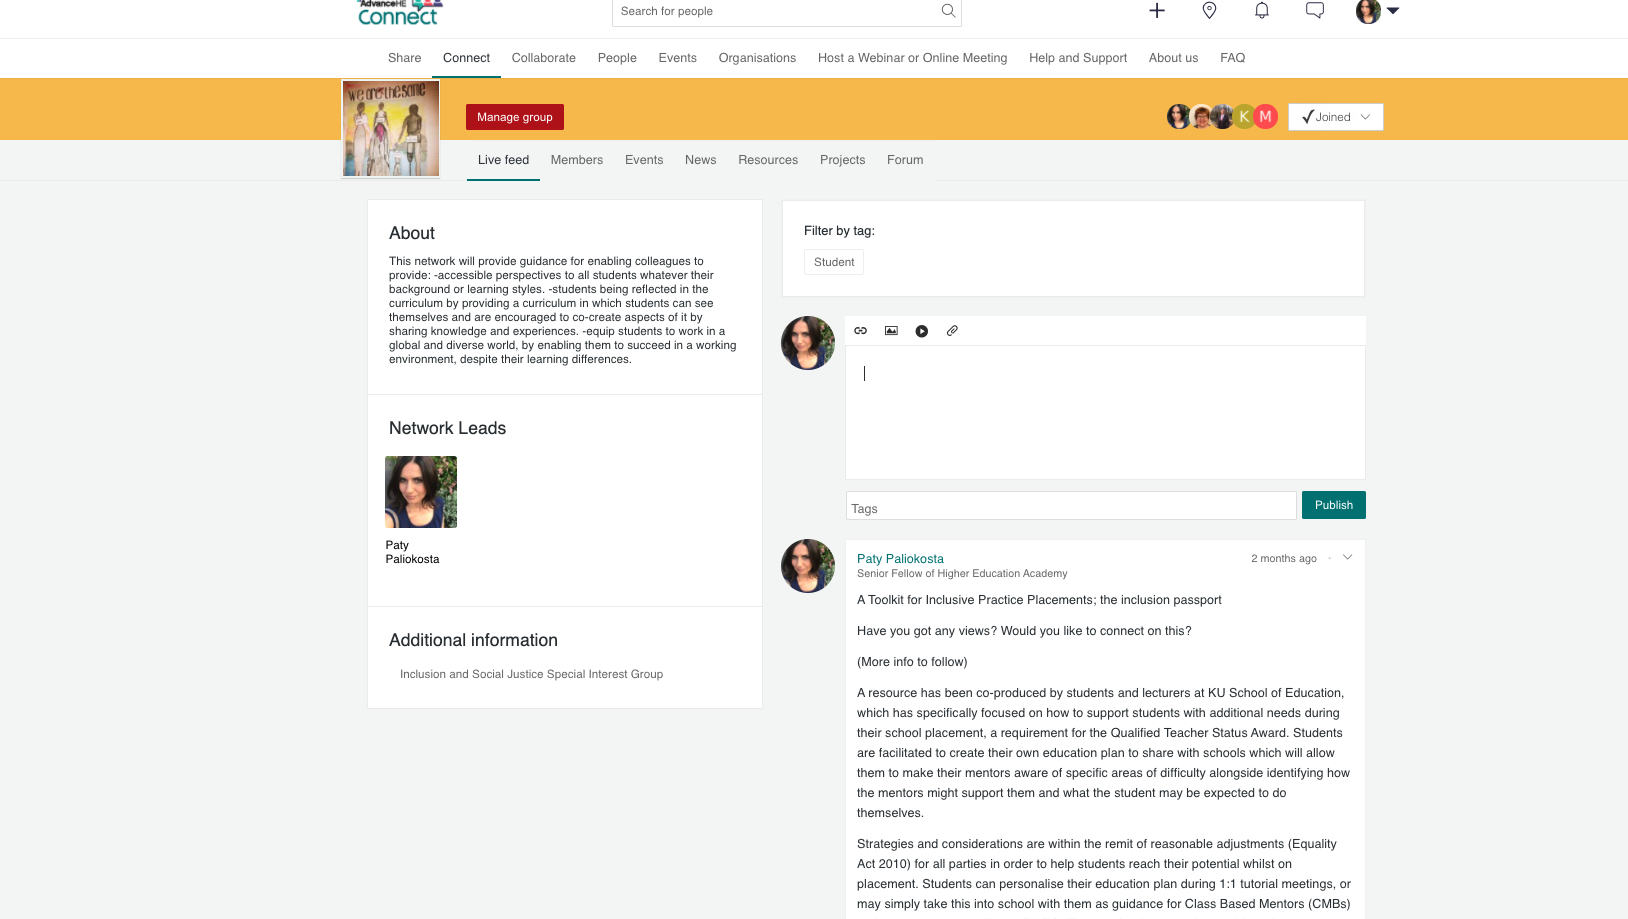 AdvanceHE
Connect
Search for people
Share Connect Collaborate People Events Organisations Host a Webinar or Online Meeting Help and Support About us FAQ
we are the same
Manage group
K M
Joined
Live feed Members Events News Resources Projects Forum
About
This network will provide guidance for enabling colleagues to
provide: -accessible perspectives to all students whatever their
background or learning styles. -students being reflected in the
curriculum by providing a curriculum in which students can see
themselves and are encouraged to co-create aspects of it by
sharing knowledge and experiences. -equip students to work in a
global and diverse world, by enabling them to succeed in a working
environment, despite their learning differences.
Network Leads
Paty
Paliokosta
Additional information
Inclusion and Social Justice Special Interest Group
Filter by tag:
Student
Tags
Publish
Paty Paliokosta
2 months ago
Senior Fellow of Higher Education Academy
A Toolkit for Inclusive Practice Placements; the inclusion passport
Have you got any views? Would you like to connect on this?
(More info to follow)
A resource has been co-produced by students and lecturers at KU School of Education,
which has specifically focused on how to support students with additional needs during
their school placement, a requirement for the Qualified Teacher Status Award. Students
are facilitated to create their own education plan to share with schools which will allow
them to make their mentors aware of specific areas of difficulty alongside identifying how
the mentors might support them and what the student may be expected to do
themselves.
Strategies and considerations are within the remit of reasonable adjustments (Equality
Act 2010) for all parties in order to help students reach their potential whilst on
placement. Students can personalise their education plan during 1:1 tutorial meetings, or
may simply take this into school with them as guidance for Class Based Mentors (CMBs)